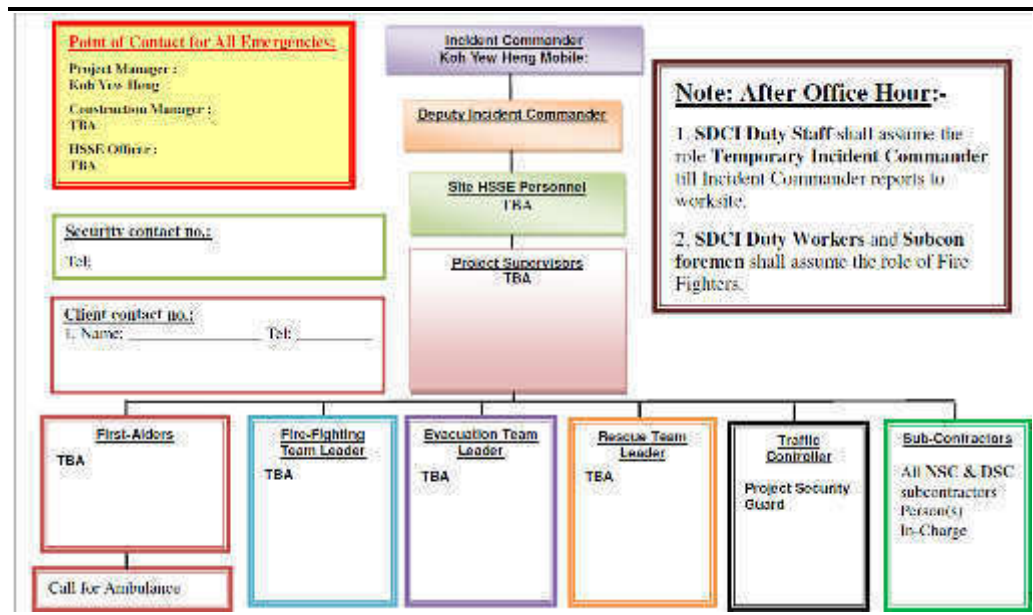 Point of Contact for All Emergencies:
Project Manager :
Koh Yew Heng
Construction Manager :
TBA
HSSE Officer :
TBA
Incident Commander
Koh Yew Heng Mobile:
Deputy Incident Commander
Site HSSE Personnel
TBA
Project Supervisors
TBA
Note: After Office Hour:-
1. SDCI Duty Staff shall assume the
role Temporary Incident Commander
till Incident Commander reports to
worksite.
2. SDCI Duty Workers and Subcon
foremen shall assume the role of Fire
Fighters.
Security contact no.:
Tel:
Client contact no.:
1. Name: ____________________ Tel: ___________
First-Aiders
TBA
Call for Ambulance
Fire-Fighting
Team Leader
TBA
Evacuation Team
Leader
TBA
Rescue Team
Leader
TBA
Traffic
Controller
Project Security
Guard
Sub-Contractors
All NSC & DSC
subcontractors
Person(s)
In-Charge